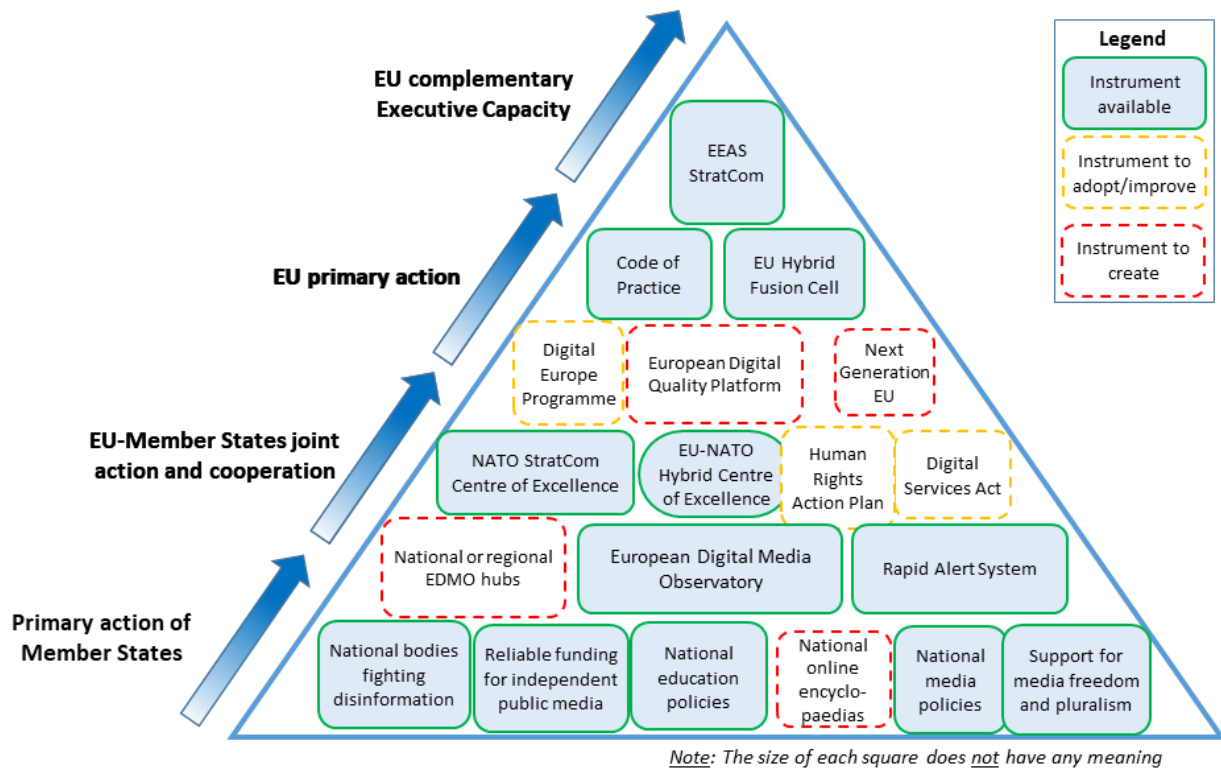 EU complementary
Executive Capacity
EU primary action
EU-Member States joint
action and cooperation
Primary action of
Member States
EEAS
StratCom
Code of
Practice
EU Hybrid
Fusion Cell
Digital
Europe
Programme
European Digital
Quality Platform
Next
Generation
EU
NATO StratCom
Centre of Excellence
EU-NATO
Hybrid Centre
of Excellence
Human
Rights
Action Plan
Digital
Services Act
National or regional
EDMO hubs
European Digital Media
Observatory
Rapid Alert System
National bodies
fighting
disinformation
Reliable funding
for independent
public media
National
education
policies
National
online
encyclo-
paedias
National
media
policies
Support for
media freedom
and pluralism
Legend
Instrument
available
Instrument to
adopt/improve
Instrument to
create
Note: The size of each square does not have any meaning